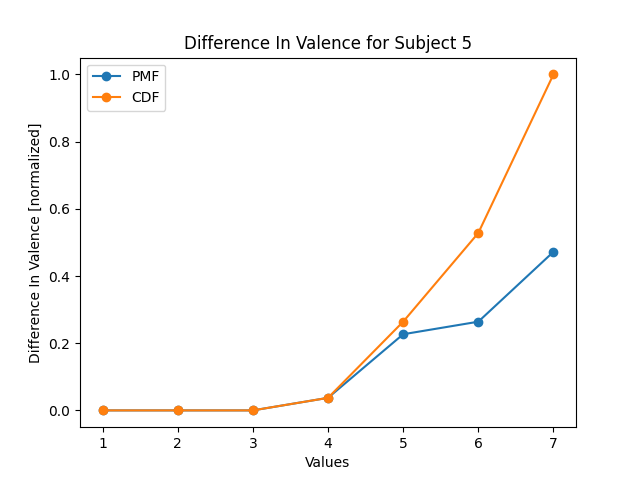 Difference In Valence for Subject 5
PMF
CDF
Difference In Valence [normalized]
1.0
0.8
0.6
0.4
0.2
0.0
1 2 3 4 5 6 7
Values